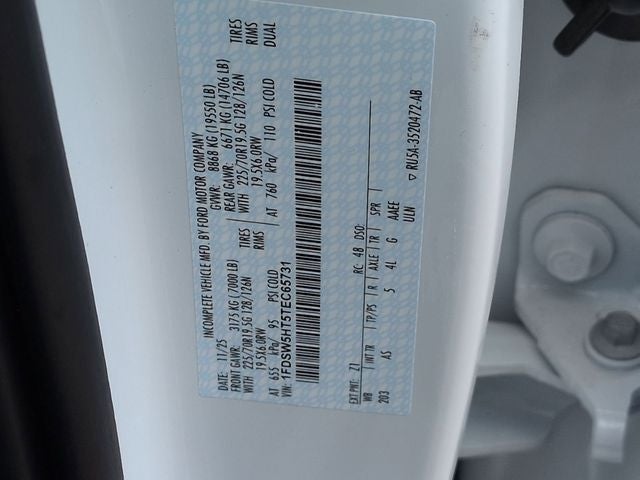 INCOMPLETE VEHICLE MFD. BY FORD MOTOR COMPANY
DATE: 11/25 GVWR: 8868 KG (19550 LB)
FRONT GAWR: 3175 KG (7000 LB) REAR GAWR: 6671 KG (14706 LB)
WITH 225/70R19.5G 128/126N TIRES WITH 225/70R19.5G 128/126N TIRES
19.5X6.0RW RIMS 19.5X6.0RW RIMS
AT 655 kPa/ 95 PSI COLD AT 760 kPa/ 110 PSI COLD DUAL
1FDSW5HT5TEC65731
EXT PNT: Z1 RC: 48 DSO:
WB INT TR TP/PS R AXLE TR SPR
203 AS 5 4L G AAEE
ULN
▽ RU5A-3520472-AB